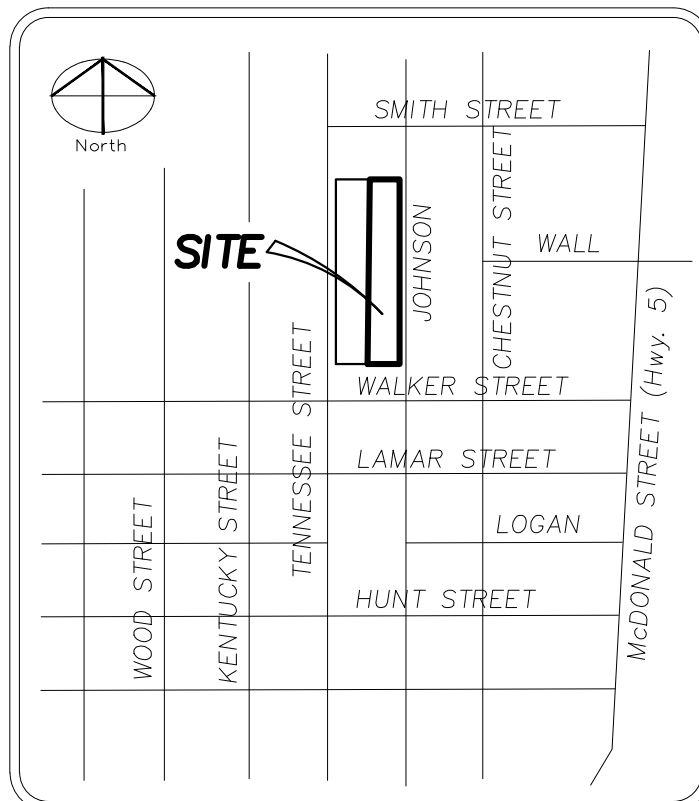 SMITH STREET
North
CHESTNUT STREET
JOHNSON
SITE
WALL
McDONALD STREET (Hwy. 5)
TENNESSEE STREET
WALKER STREET
KENTUCKY STREET
LAMAR STREET
WOOD STREET
LOGAN
HUNT STREET